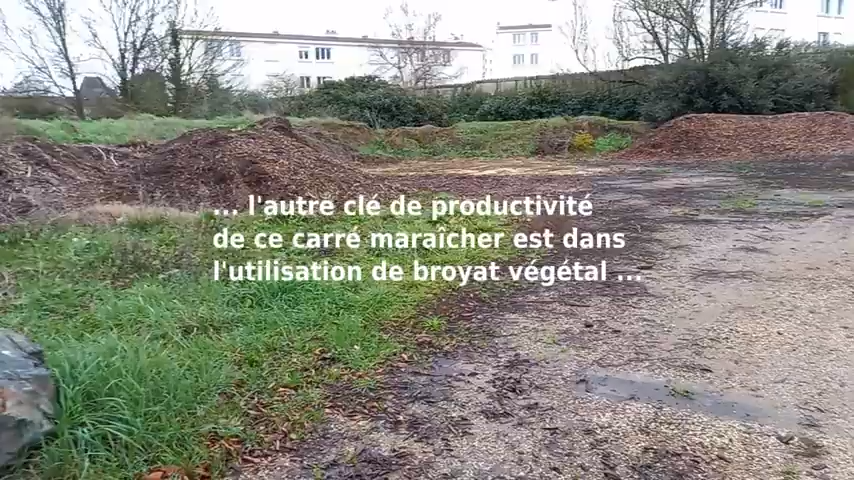 ... l'autre clé de productivité
de ce carré maraîcher est dans
l'utilisation de broyat végétal ...